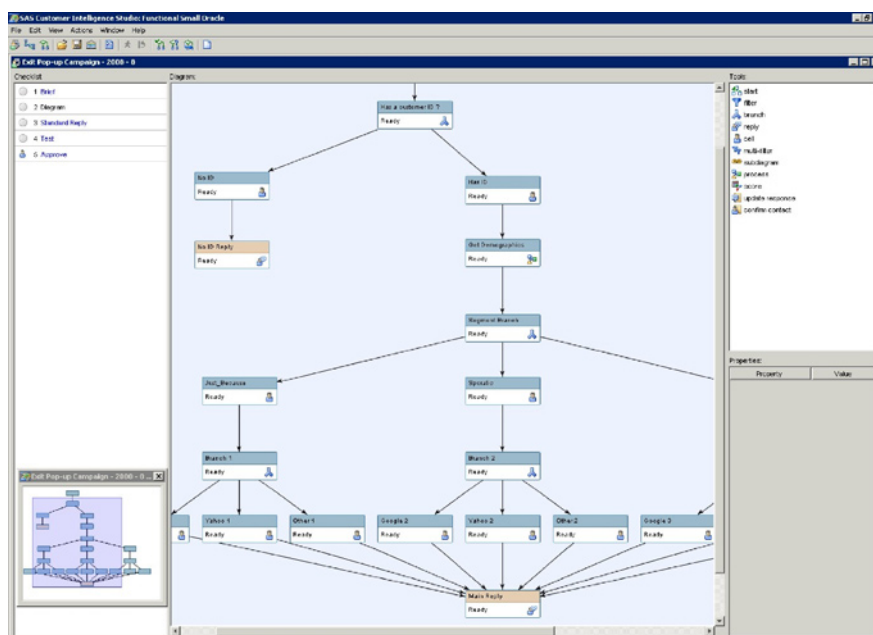 SAS Customer Intelligence Studio: Functional Small Oracle
File Edit View Actions Window Help
Exit Pop-up Campaign - 2006 - 8
Checklist
1 Brief
2 Diagram
3 Standard Reply
4 Test
5 Approve
Diagram:
Has a customer ID ?
Ready
No ID
Ready
Has ID
Ready
No ID Reply
Ready
Get Demographics
Ready
Segment Branch
Ready
Just_Because
Ready
Ready
Branch 1
Ready
Branch 2
Ready
Yahoo 1
Ready
Other 1
Ready
Google 2
Ready
Yahoo 2
Ready
Other 2
Ready
Google 3
Ready
Main Reply
Ready
Exit Pop-up Campaign - 2006 - 8 ...
Tools:
start
filter
branch
reply
cell
multi-filter
subdiagram
process
score
update response
confirm contact
Properties:
Property Value